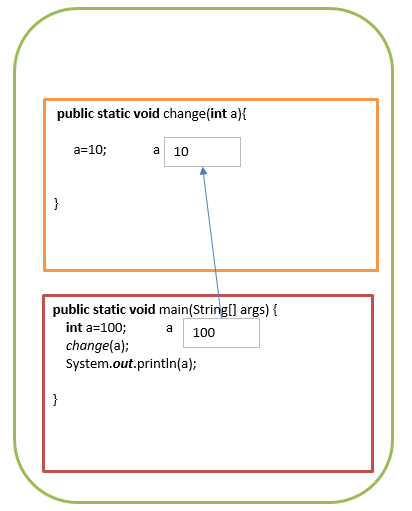 public static void change(int a){
a=10; a 10
}
public static void main(String[] args) {
int a=100; a 100
change(a);
System.out.println(a);
}